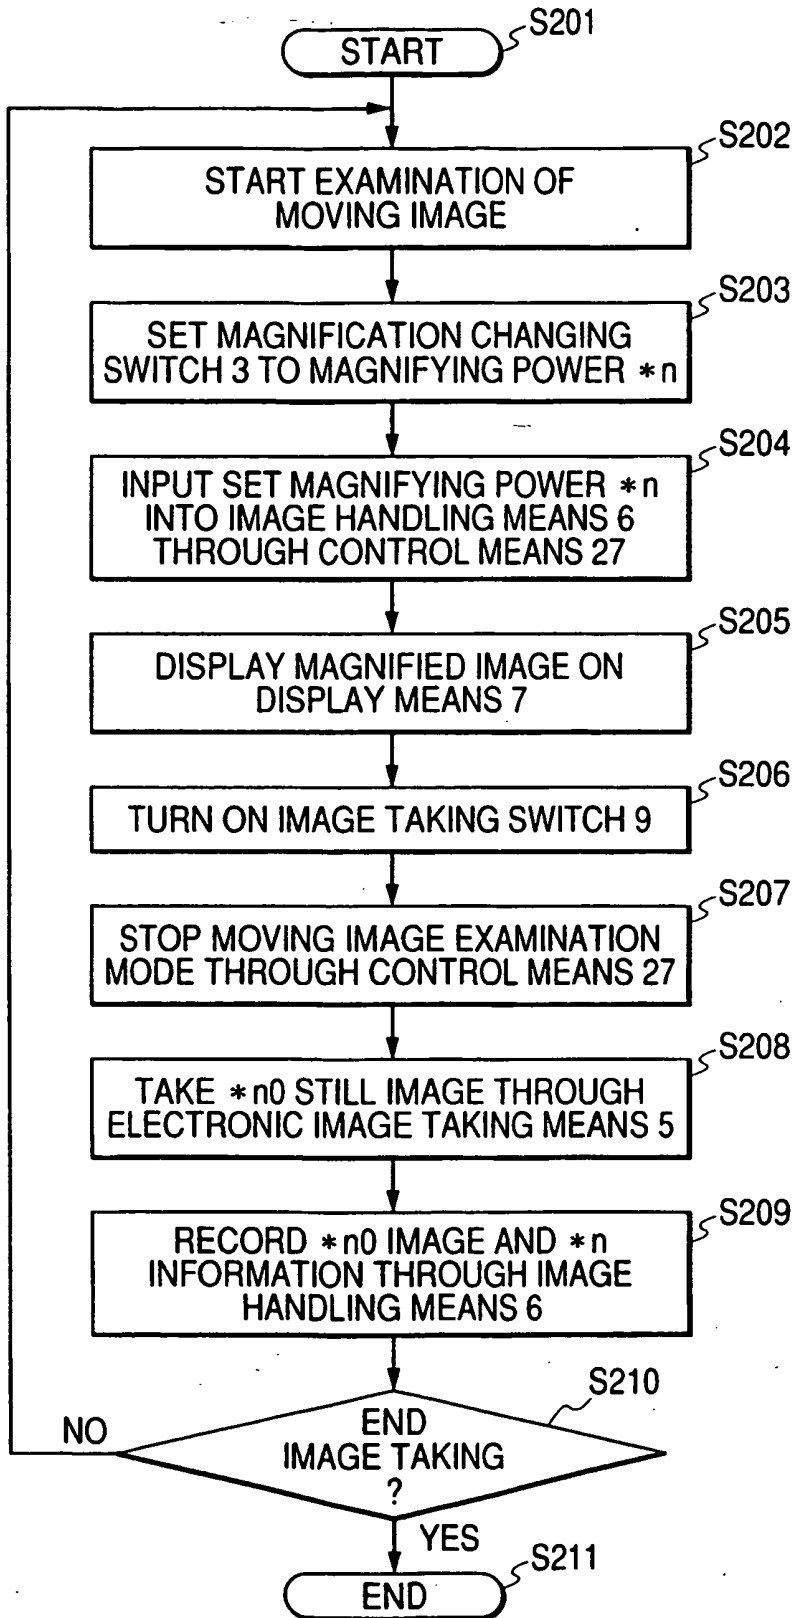 START
S201
S202
START EXAMINATION OF
MOVING IMAGE
S203
SET MAGNIFICATION CHANGING
SWITCH 3 TO MAGNIFYING POWER *n
S204
INPUT SET MAGNIFYING POWER *n
INTO IMAGE HANDLING MEANS 6
THROUGH CONTROL MEANS 27
S205
DISPLAY MAGNIFIED IMAGE ON
DISPLAY MEANS 7
S206
TURN ON IMAGE TAKING SWITCH 9
S207
STOP MOVING IMAGE EXAMINATION
MODE THROUGH CONTROL MEANS 27
S208
TAKE *n0 STILL IMAGE THROUGH
ELECTRONIC IMAGE TAKING MEANS 5
S209
RECORD *n0 IMAGE AND *n
INFORMATION THROUGH IMAGE
HANDLING MEANS 6
S210
END
IMAGE TAKING
?
NO
YES
S211
END